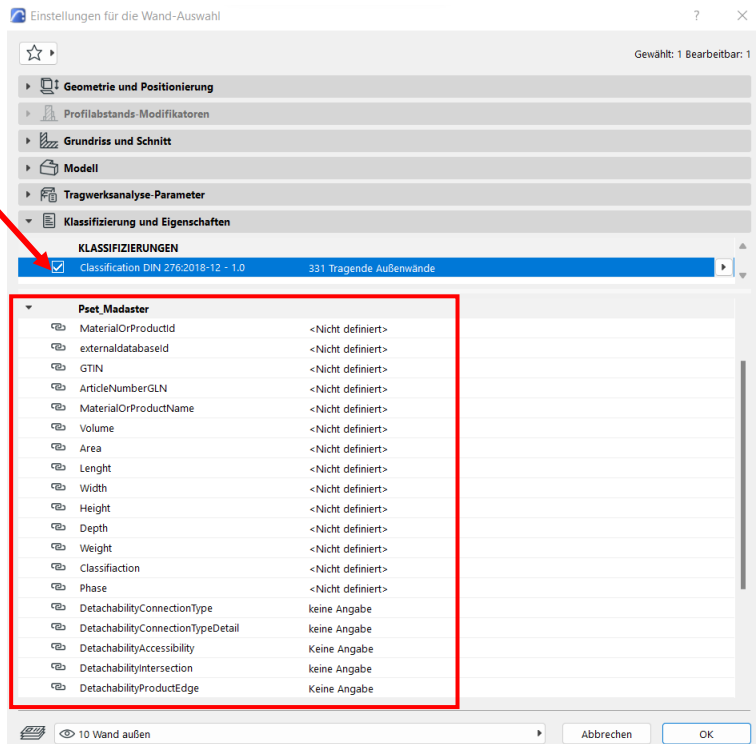 Einstellungen für die Wand-Auswahl
Gewählt: 1 Bearbeitbar: 1
Geometrie und Positionierung
Profilabstands-Modifikatoren
Grundriss und Schnitt
Modell
Tragwerksanalyse-Parameter
Klassifizierung und Eigenschaften
KLASSIFIZIERUNGEN
Classification DIN 276:2018-12 - 1.0 331 Tragende Außenwände
Pset_Madaster
MaterialOrProductId <Nicht definiert>
externaldatabaseId <Nicht definiert>
GTIN <Nicht definiert>
ArticleNumberGLN <Nicht definiert>
MaterialOrProductName <Nicht definiert>
Volume <Nicht definiert>
Area <Nicht definiert>
Lenght <Nicht definiert>
Width <Nicht definiert>
Height <Nicht definiert>
Depth <Nicht definiert>
Weight <Nicht definiert>
Classifiaction <Nicht definiert>
Phase <Nicht definiert>
DetachabilityConnectionType keine Angabe
DetachabilityConnectionTypeDetail keine Angabe
DetachabilityAccessibility Keine Angabe
DetachabilityIntersection keine Angabe
DetachabilityProductEdge Keine Angabe
10 Wand außen
Abbrechen
OK